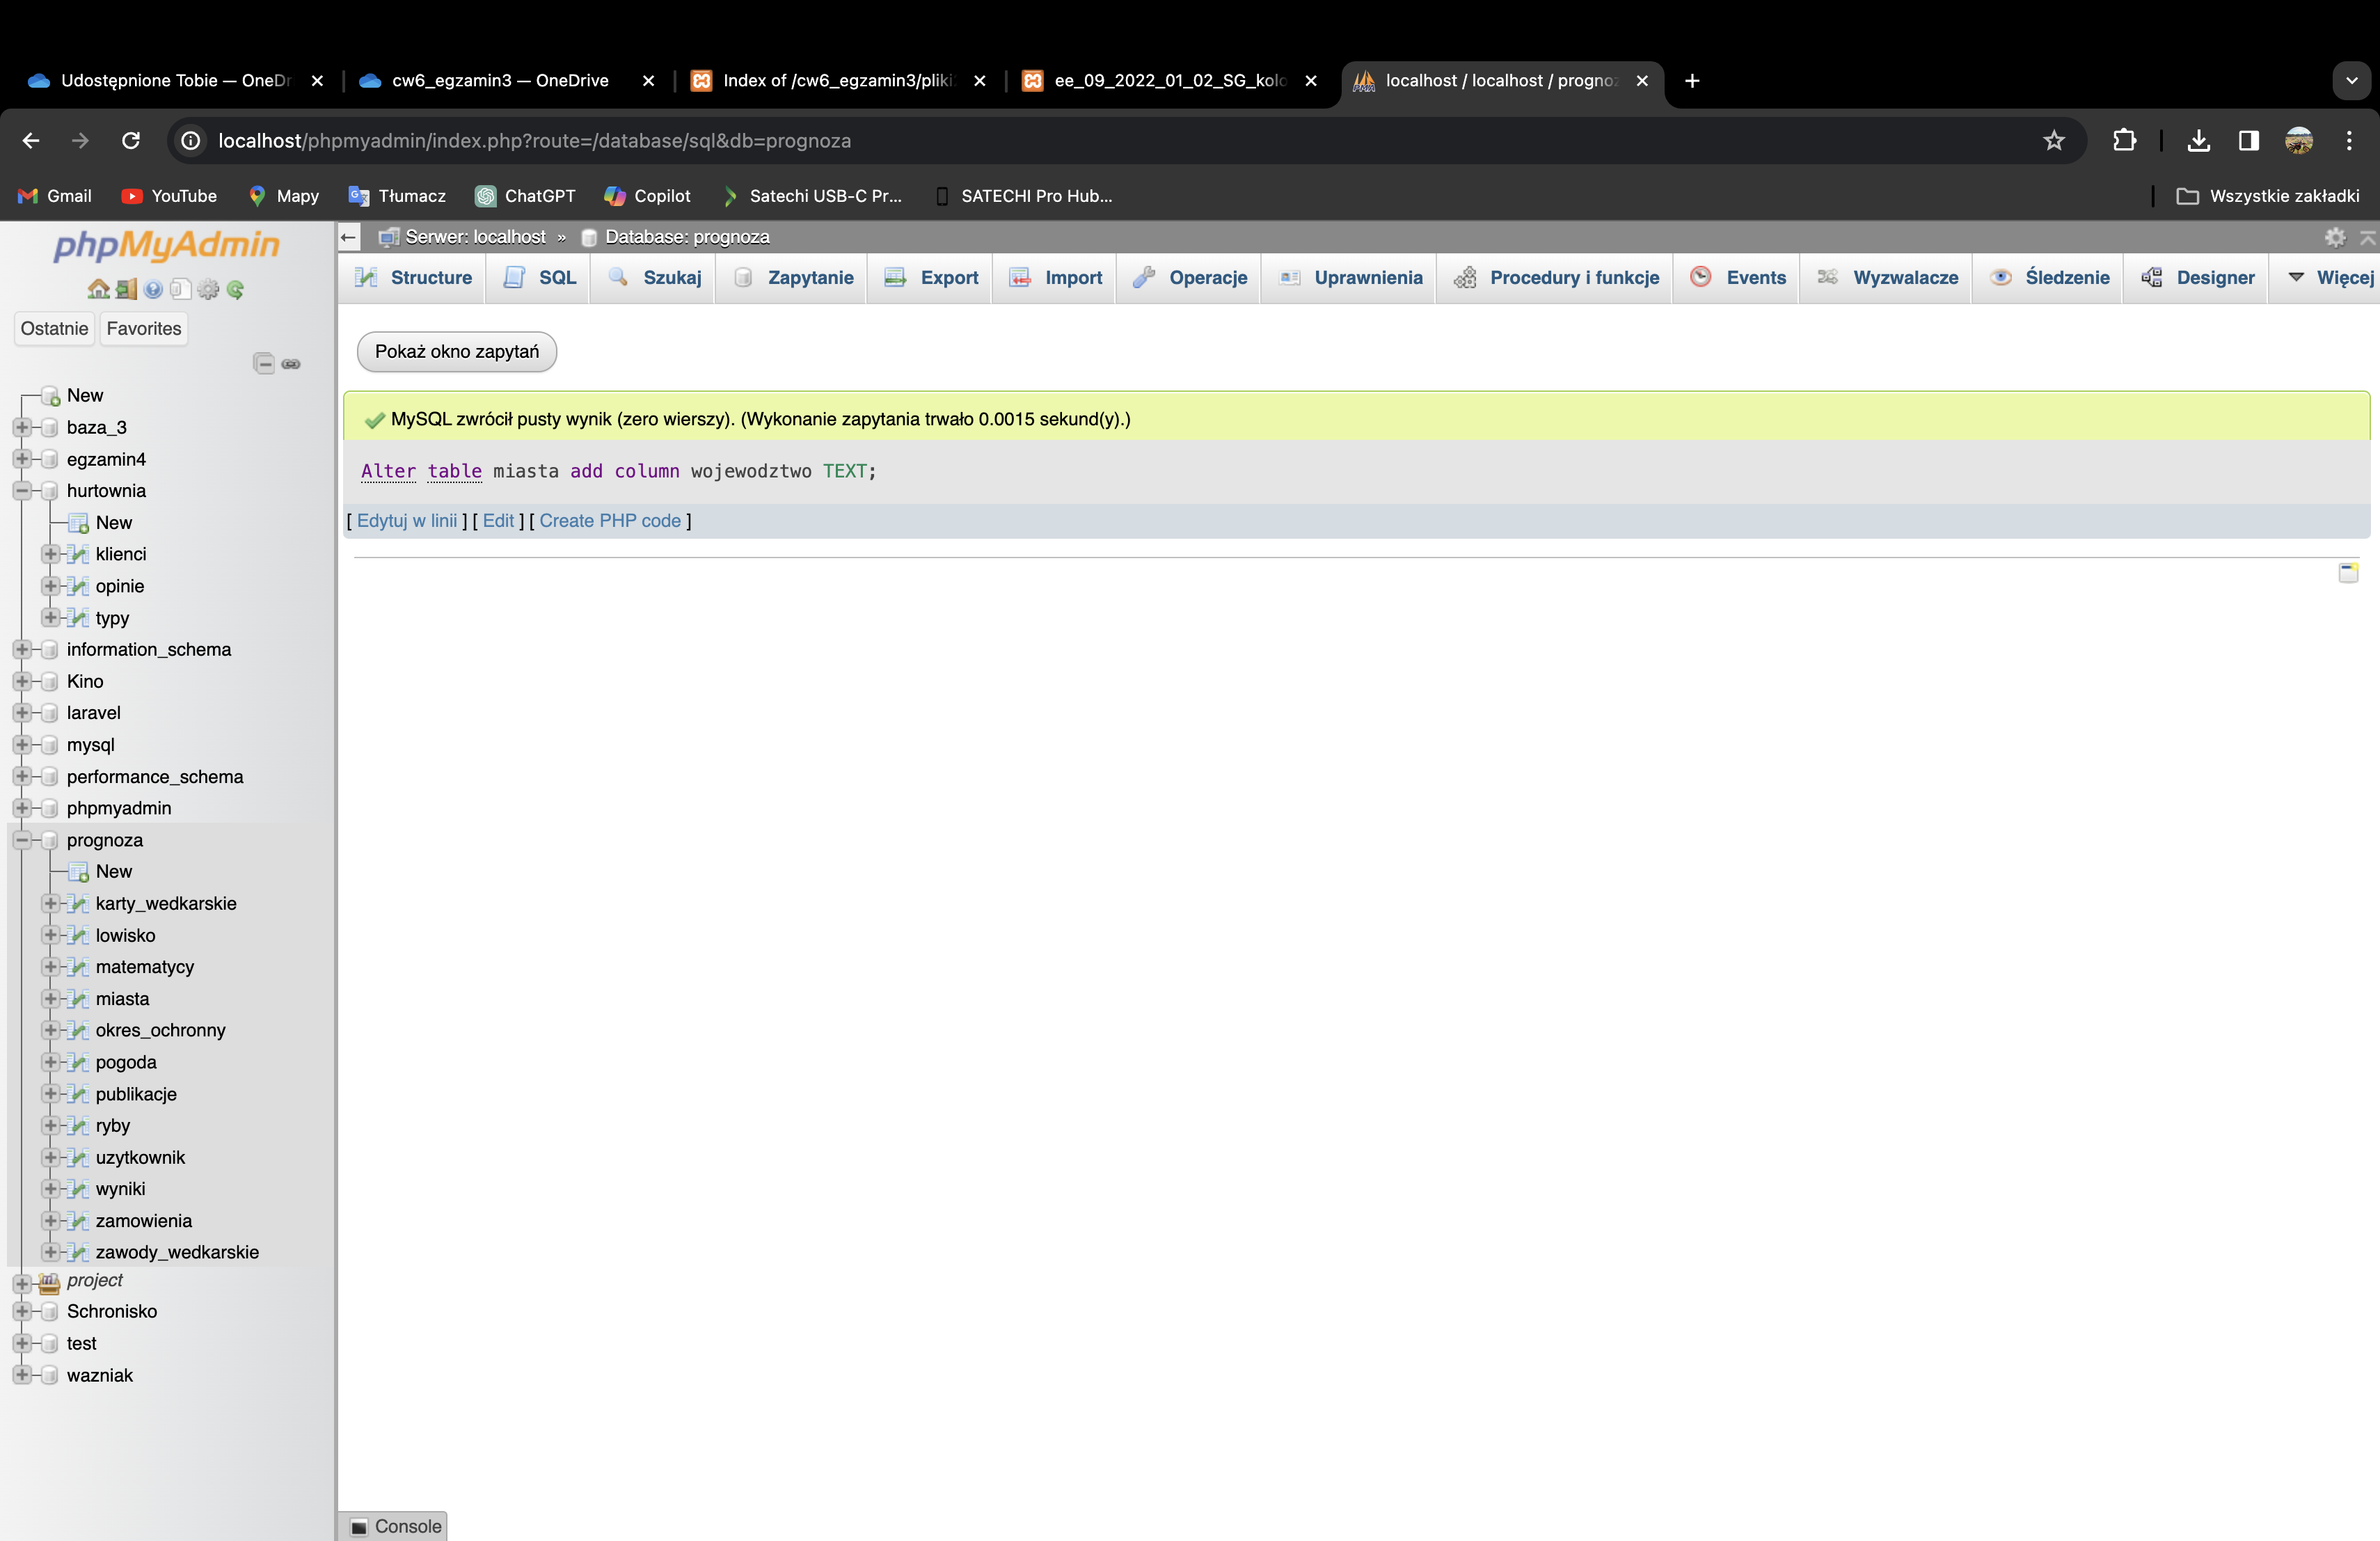 Udostępnione Tobie — OneDr
cw6_egzamin3 — OneDrive
Index of /cw6_egzamin3/pliki
ee_09_2022_01_02_SG_kolo
localhost / localhost / prognoz
localhost/phpmyadmin/index.php?route=/database/sql&db=prognoza
Gmail
YouTube
Mapy
Tłumacz
ChatGPT
Copilot
Satechi USB-C Pr...
SATECHI Pro Hub...
Wszystkie zakładki
phpMyAdmin
Ostatnie
Favorites
New
baza_3
egzamin4
hurtownia
New
klienci
opinie
typy
information_schema
Kino
laravel
mysql
performance_schema
phpmyadmin
prognoza
New
karty_wedkarskie
lowisko
matematycy
miasta
okres_ochronny
pogoda
publikacje
ryby
uzytkownik
wyniki
zamowienia
zawody_wedkarskie
project
Schronisko
test
wazniak
Serwer: localhost » Database: prognoza
Structure
SQL
Szukaj
Zapytanie
Export
Import
Operacje
Uprawnienia
Procedury i funkcje
Events
Wyzwalacze
Śledzenie
Designer
Więcej
Pokaż okno zapytań
MySQL zwrócił pusty wynik (zero wierszy). (Wykonanie zapytania trwało 0.0015 sekund(y).)
Alter table miasta add column wojewodztwo TEXT;
[ Edytuj w linii ] [ Edit ] [ Create PHP code ]
Console